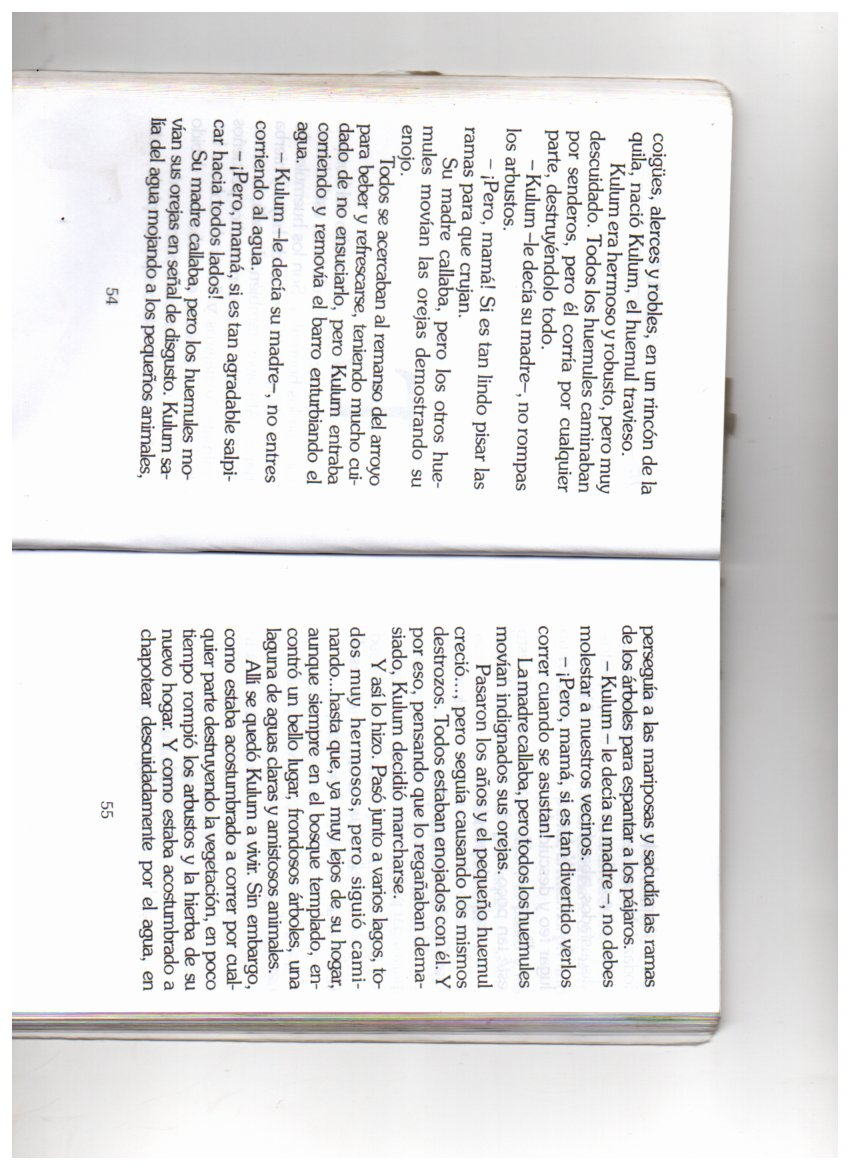 coigües, alerces y robles, en un rincón de la
quila, nació Kulum, el huemul travieso.
Kulum era hermoso y robusto, pero muy
descuidado. Todos los huemules caminaban
por senderos, pero él corría por cualquier
parte, destruyéndolo todo.
– Kulum –le decía su madre–, no rompas
los arbustos.
– ¡Pero, mamá! Si es tan lindo pisar las
ramas para que crujan.
Su madre callaba, pero los otros hue-
mules movían las orejas demostrando su
enojo.
Todos se acercaban al remanso del arroyo
para beber y refrescarse, teniendo mucho cui-
dado de no ensuciarlo, pero Kulum entraba
corriendo y removía el barro enturbiando el
agua.
– Kulum –le decía su madre–, no entres
corriendo al agua.
– ¡Pero, mamá, si es tan agradable salpi-
car hacia todos lados!
Su madre callaba, pero los huemules mo-
vían sus orejas en señal de disgusto. Kulum sa-
lía del agua mojando a los pequeños animales,
54
perseguía a las mariposas y sacudía las ramas
de los árboles para espantar a los pájaros.
– Kulum – le decía su madre –, no debes
molestar a nuestros vecinos.
– ¡Pero, mamá, si es tan divertido verlos
correr cuando se asustan!
La madre callaba, pero todos los huemules
movían indignados sus orejas.
Pasaron los años y el pequeño huemul
creció..., pero seguía causando los mismos
destrozos. Todos estaban enojados con él. Y
por eso, pensando que lo regañaban dema-
siado, Kulum decidió marcharse.
Y así lo hizo. Pasó junto a varios lagos, to-
dos muy hermosos, pero siguió cami-
nando...hasta que, ya muy lejos de su hogar,
aunque siempre en el bosque templado, en-
contró un bello lugar, frondosos árboles, una
laguna de aguas claras y amistosos animales.
Allí se quedó Kulum a vivir. Sin embargo,
como estaba acostumbrado a correr por cual-
quier parte destruyendo la vegetación, en poco
tiempo rompió los arbustos y la hierba de su
nuevo hogar. Y como estaba acostumbrado a
chapotear descuidadamente por el agua, en
55